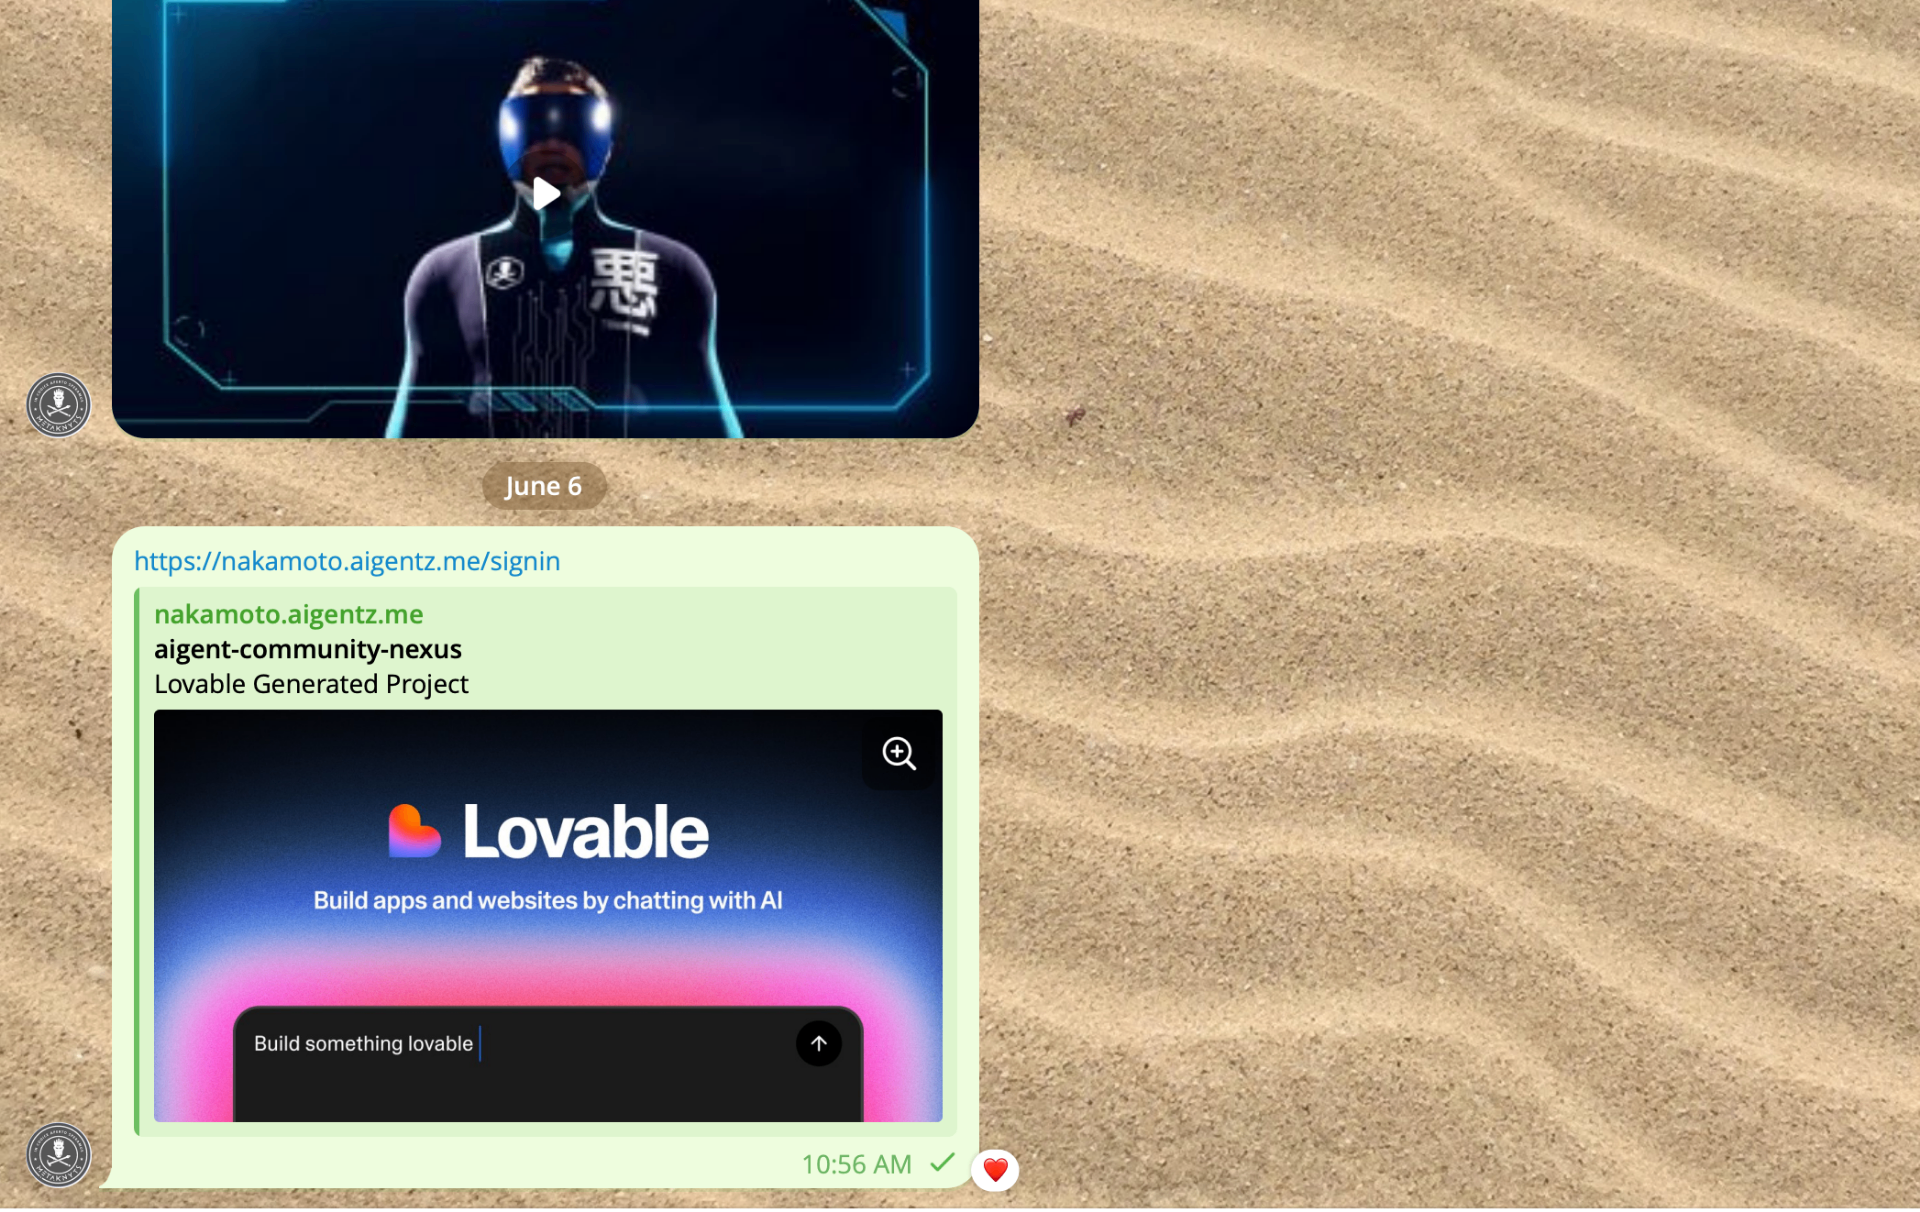 悪
June 6
https://nakamoto.aigentz.me/signin
nakamoto.aigentz.me
aigent-community-nexus
Lovable Generated Project
Lovable
Build apps and websites by chatting with AI
Build something lovable
METAKNYTS
10:56 AM